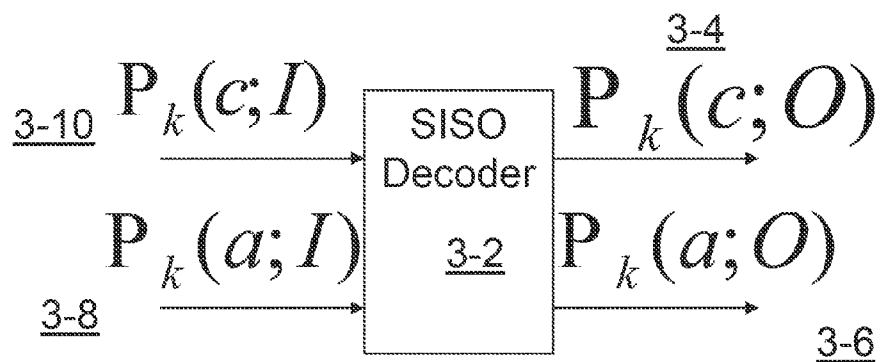 3-4
3-10 P_k(c;I) SISO P_k(c;O)
Decoder
P_k(a;I) 3-2 P_k(a;O)
3-8
3-6